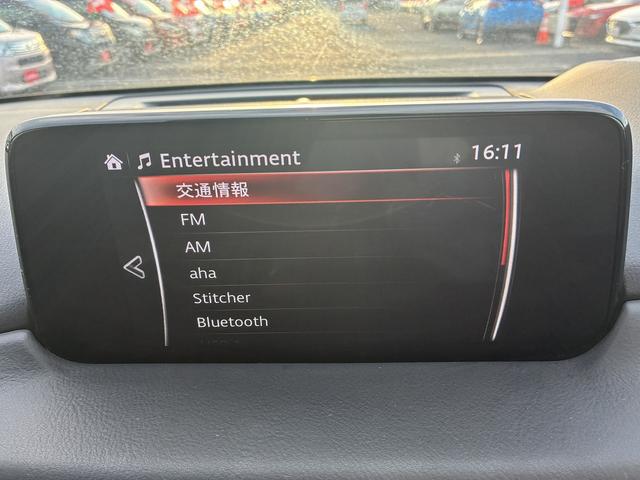 Entertainment 16:11
交通情報
FM
AM
aha
Stitcher
Bluetooth